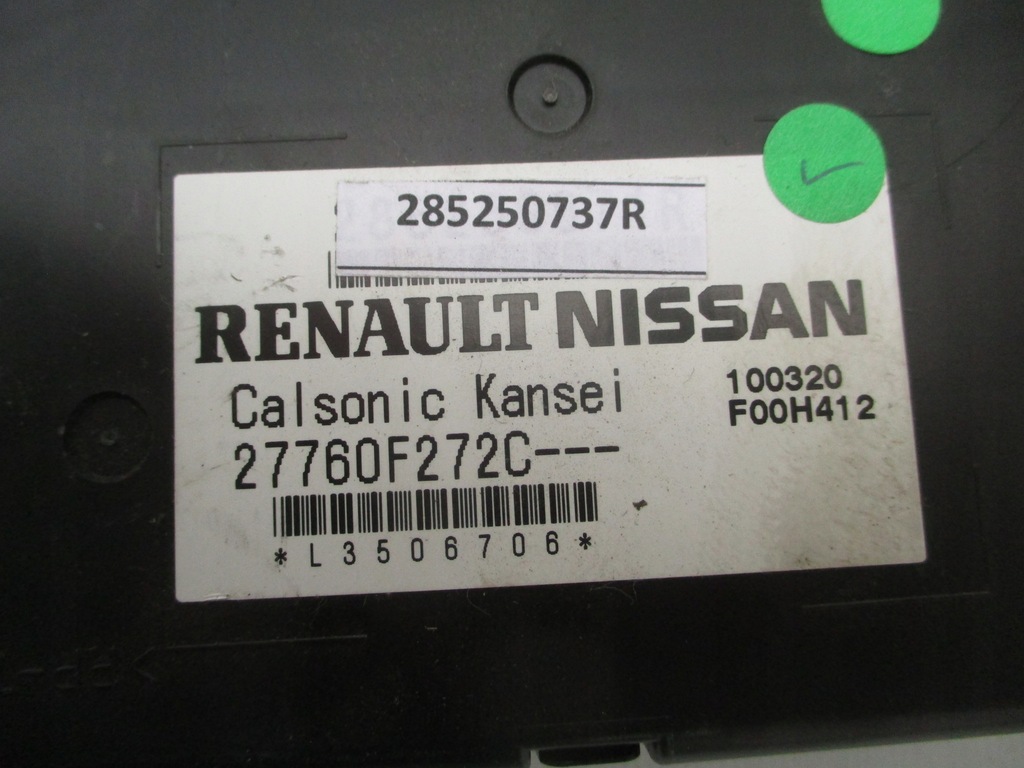 285250737R
RENAULT NISSAN
Calsonic Kansei
100320
F00H412
27760F272C---
*L3506706*